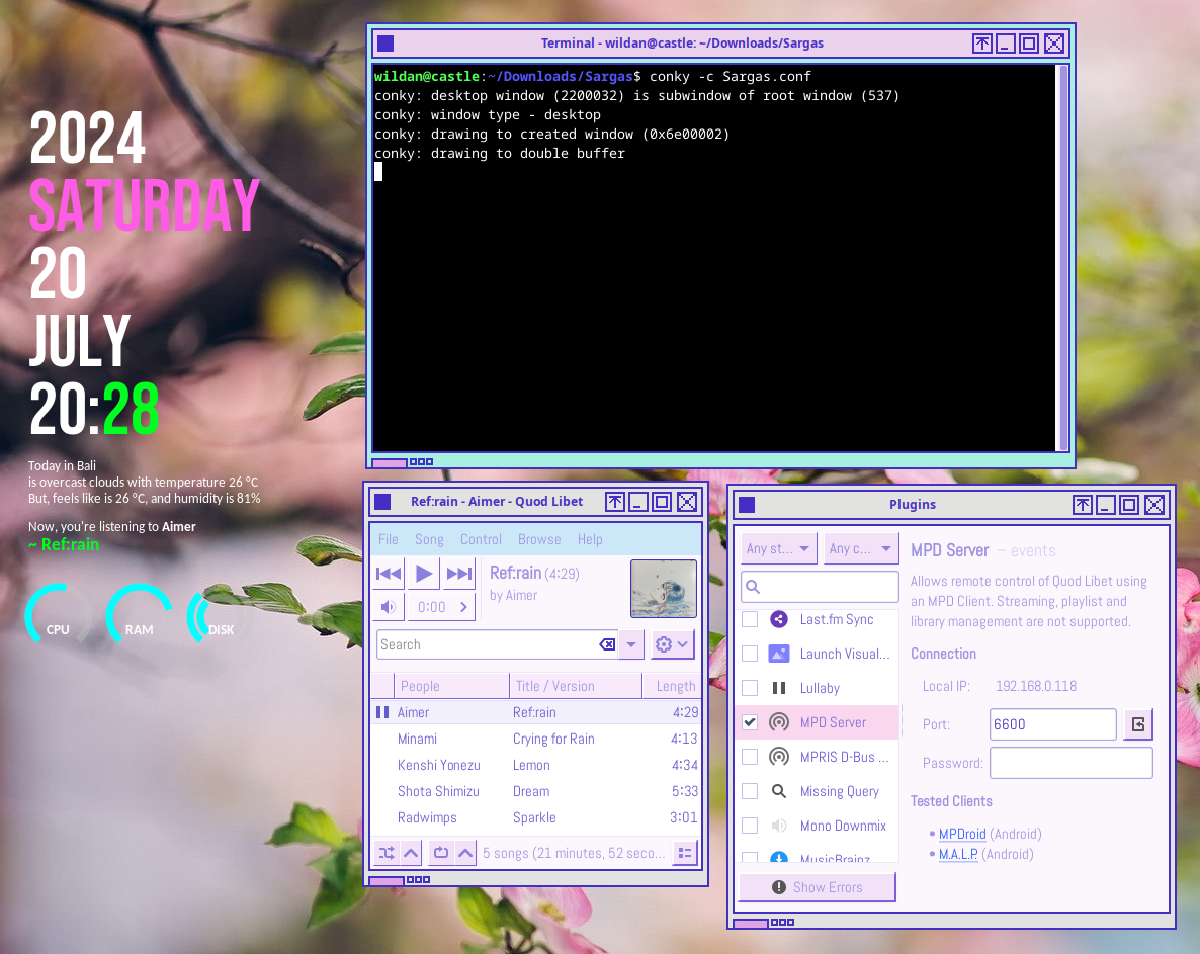 2024
SATURDAY
20
JULY
20:28
Today in Bali
is overcast clouds with temperature 26 °C
But, feels like is 26 °C, and humidity is 81%
Now, you're listening to Aimer
~ Ref:rain
CPU
RAM
DISK
Terminal - wildan@castle: ~/Downloads/Sargas
wildan@castle:~/Downloads/Sargas$ conky -c Sargas.conf
conky: desktop window (2200032) is subwindow of root window (537)
conky: window type - desktop
conky: drawing to created window (0x6e00002)
conky: drawing to double buffer
Ref:rain - Aimer - Quod Libet
File Song Control Browse Help
Ref:rain (4:29)
by Aimer
0:00
Search
People Title / Version Length
Aimer Ref:rain 4:29
Minami Crying for Rain 4:13
Kenshi Yonezu Lemon 4:34
Shota Shimizu Dream 5:33
Radwimps Sparkle 3:01
5 songs (21 minutes, 52 seco...
Plugins
Any st... Any c...
Last.fm Sync
Launch Visual...
Lullaby
MPD Server
MPRIS D-Bus ...
Missing Query
Mono Downmix
MusicBrainz
Show Errors
MPD Server – events
Allows remote control of Quod Libet using
an MPD Client. Streaming, playlist and
library management are not supported.
Connection
Local IP: 192.168.0.118
Port: 6600
Password:
Tested Clients
• MPDroid (Android)
• M.A.L.P. (Android)